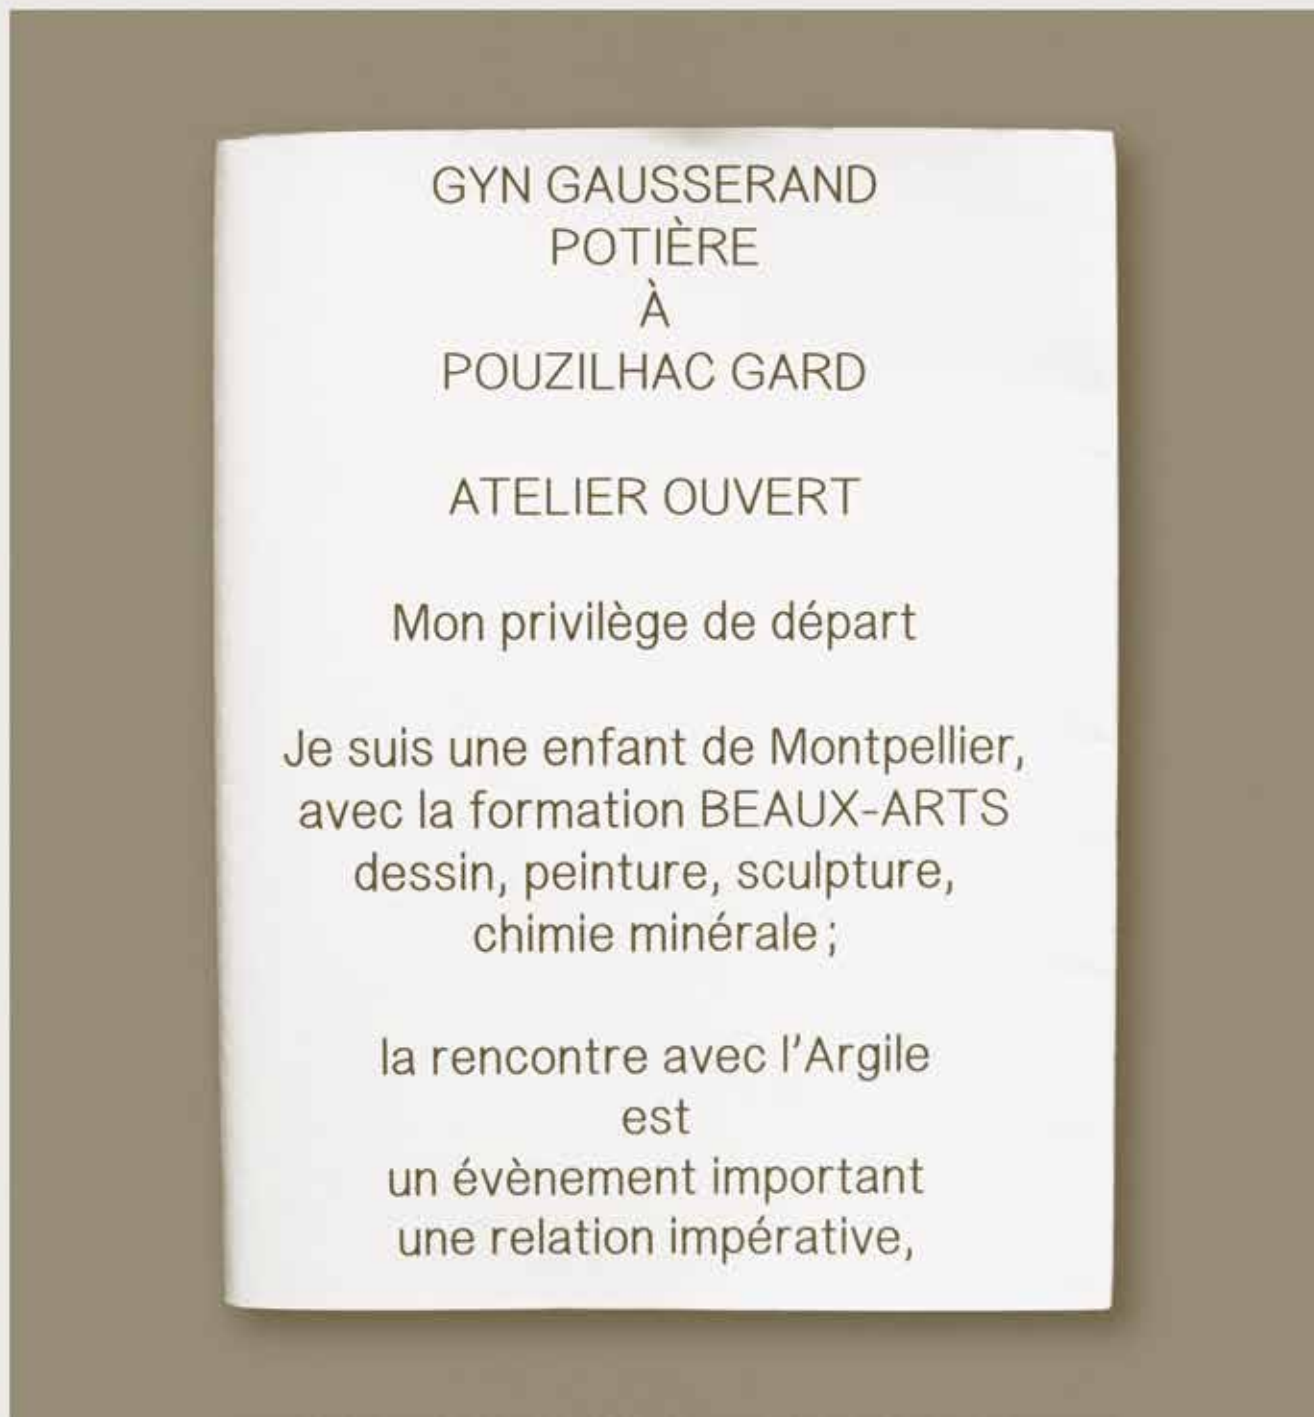 GYN GAUSSERAND
POTIÈRE
À
POUZILHAC GARD
ATELIER OUVERT
Mon privilège de départ
Je suis une enfant de Montpellier,
avec la formation BEAUX-ARTS
dessin, peinture, sculpture,
chimie minérale ;
la rencontre avec l’Argile
est
un évènement important
une relation impérative,